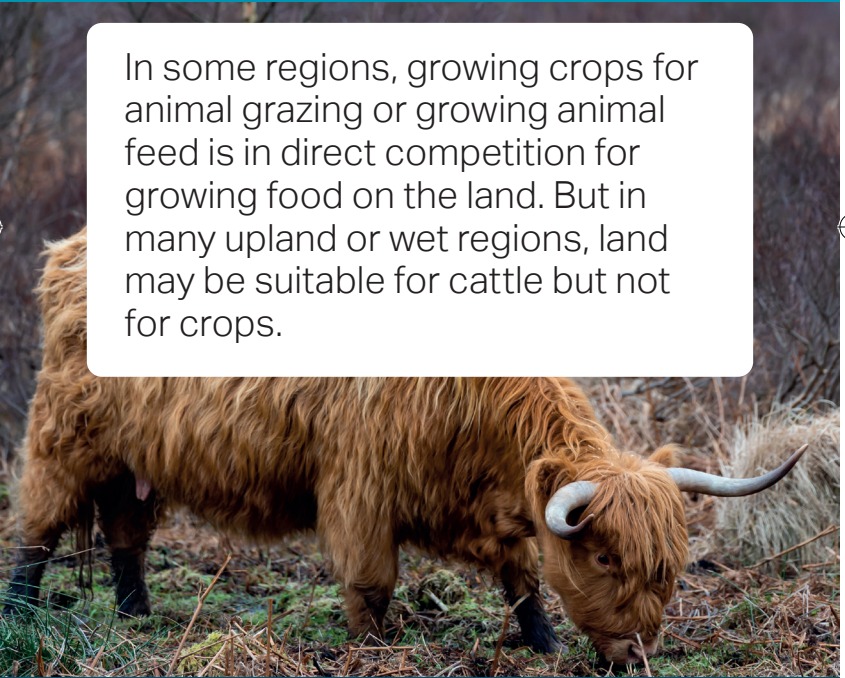 In some regions, growing crops for
animal grazing or growing animal
feed is in direct competition for
growing food on the land. But in
many upland or wet regions, land
may be suitable for cattle but not
for crops.